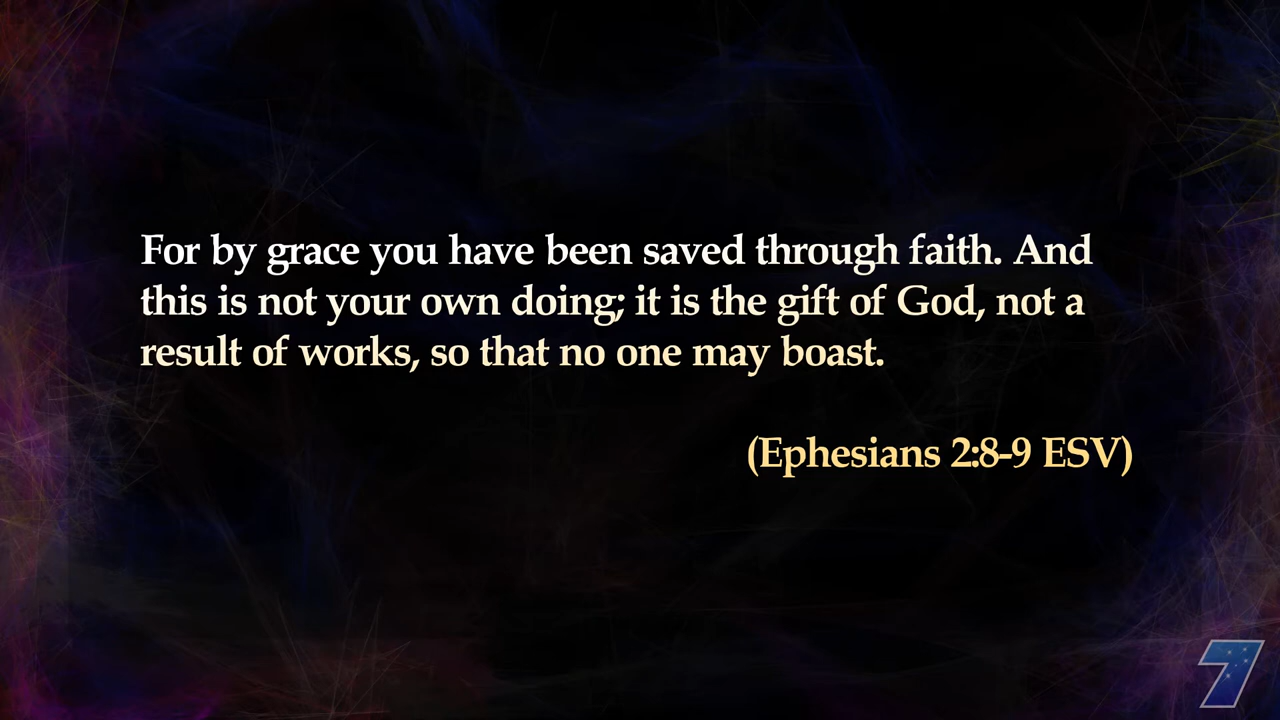 For by grace you have been saved through faith. And
this is not your own doing; it is the gift of God, not a
result of works, so that no one may boast.
(Ephesians 2:8-9 ESV)
7